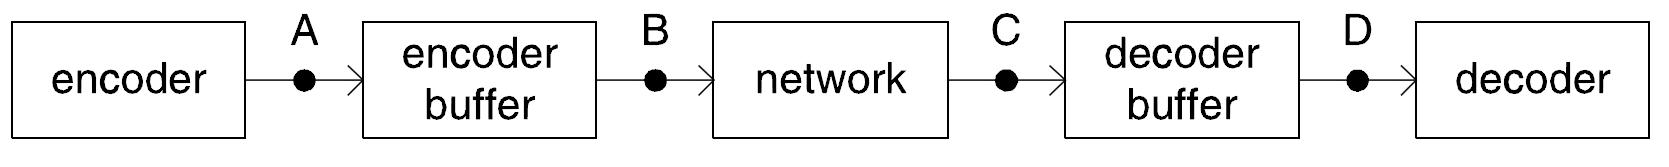 A
B
C
D
encoder
encoder
buffer
network
decoder
buffer
decoder